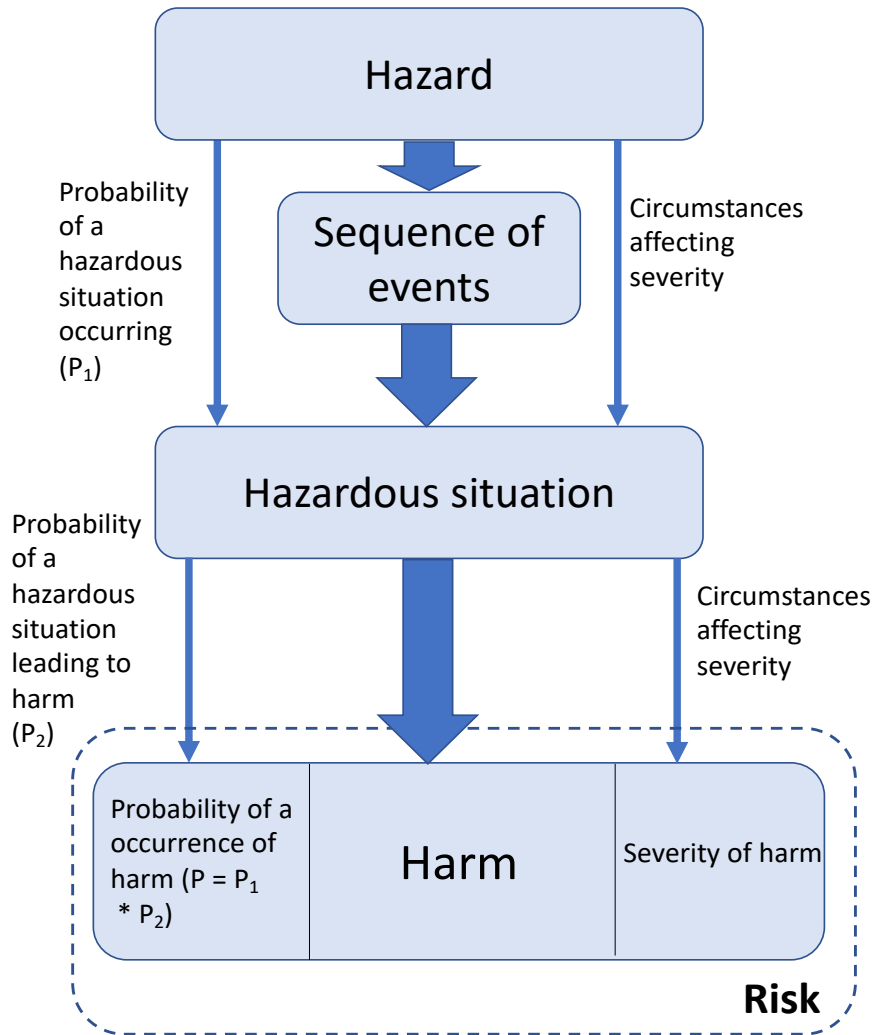 Hazard
Probability
of a
hazardous
situation
occurring
(P₁)
Sequence of
events
Circumstances
affecting
severity
Hazardous situation
Probability
of a
hazardous
situation
leading to
harm
(P₂)
Circumstances
affecting
severity
Probability of a
occurrence of
harm (P = P₁
* P₂)
Harm
Severity of harm
Risk